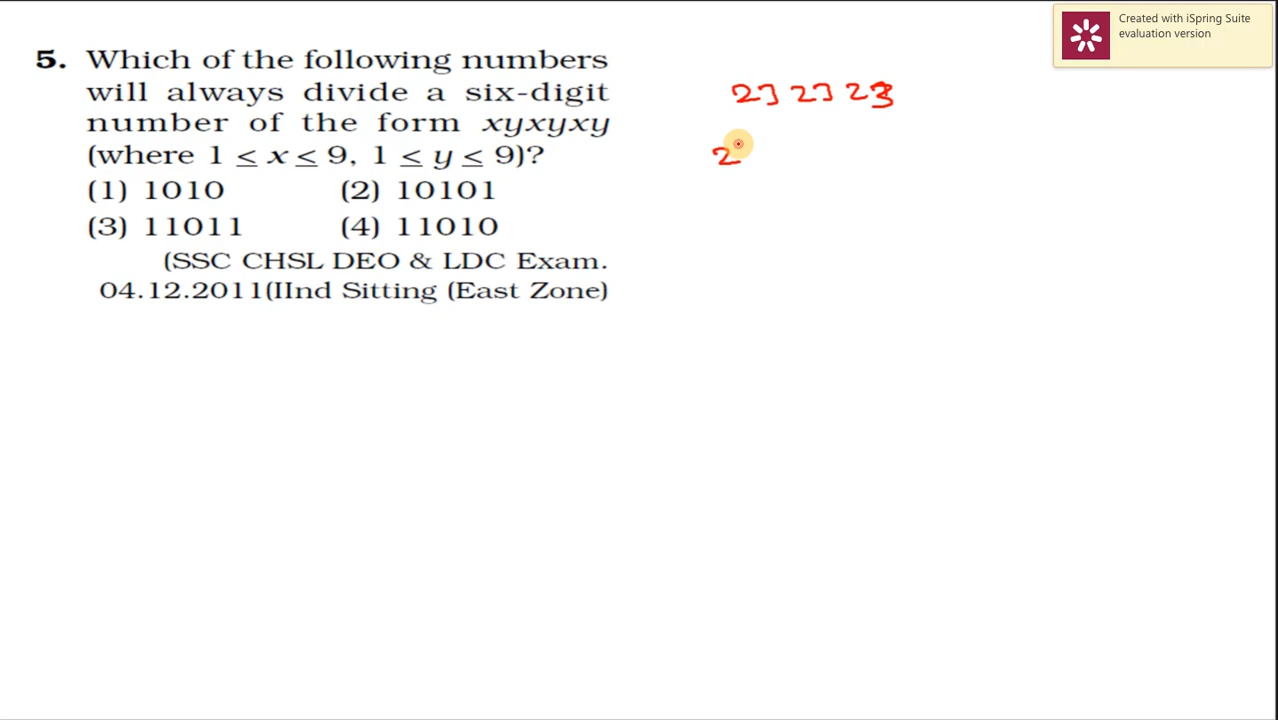 Created with iSpring Suite
evaluation version
5. Which of the following numbers
will always divide a six-digit
number of the form xyxyxy
(where 1 ≤ x ≤ 9, 1 ≤ y ≤ 9)?
(1) 1010 (2) 10101
(3) 11011 (4) 11010
(SSC CHSL DEO & LDC Exam.
04.12.2011(IInd Sitting (East Zone)
23 23 23
2